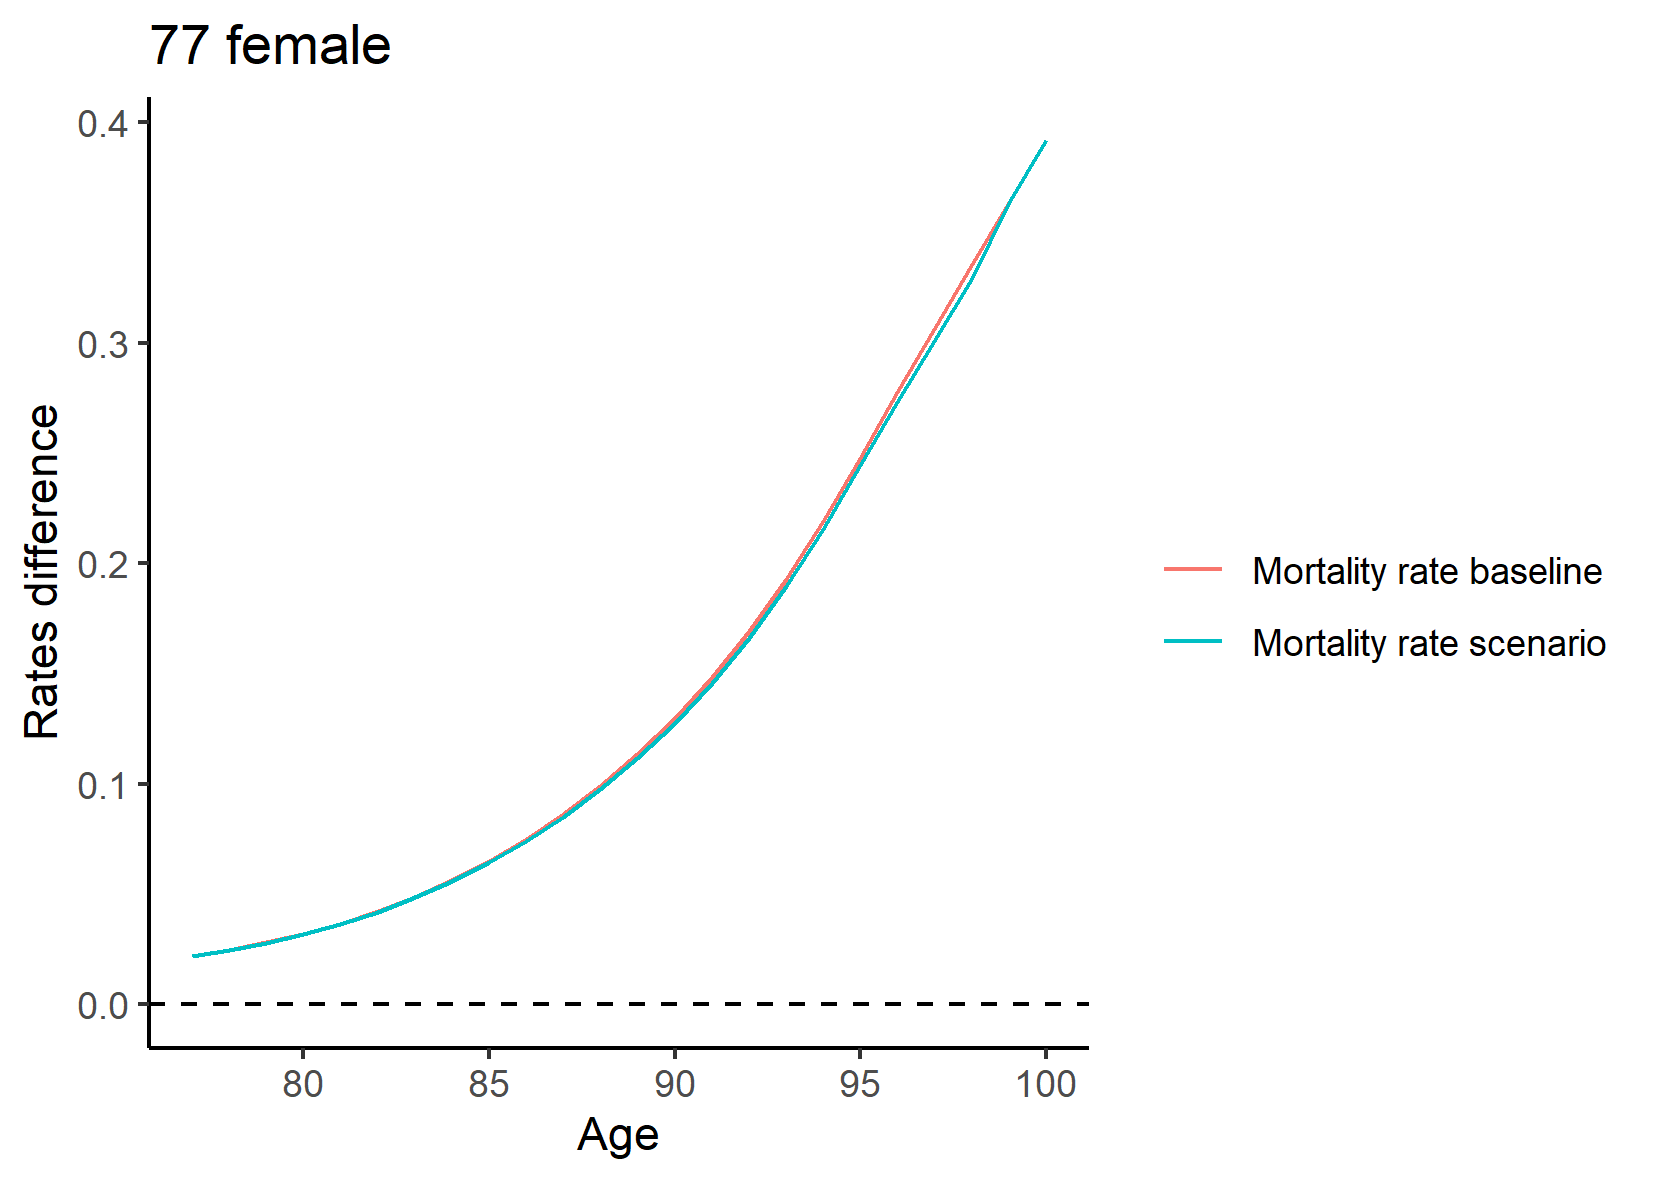 77 female
0.4
0.3
0.2
0.1
0.0
Rates difference
80 85 90 95 100
Age
Mortality rate baseline
Mortality rate scenario